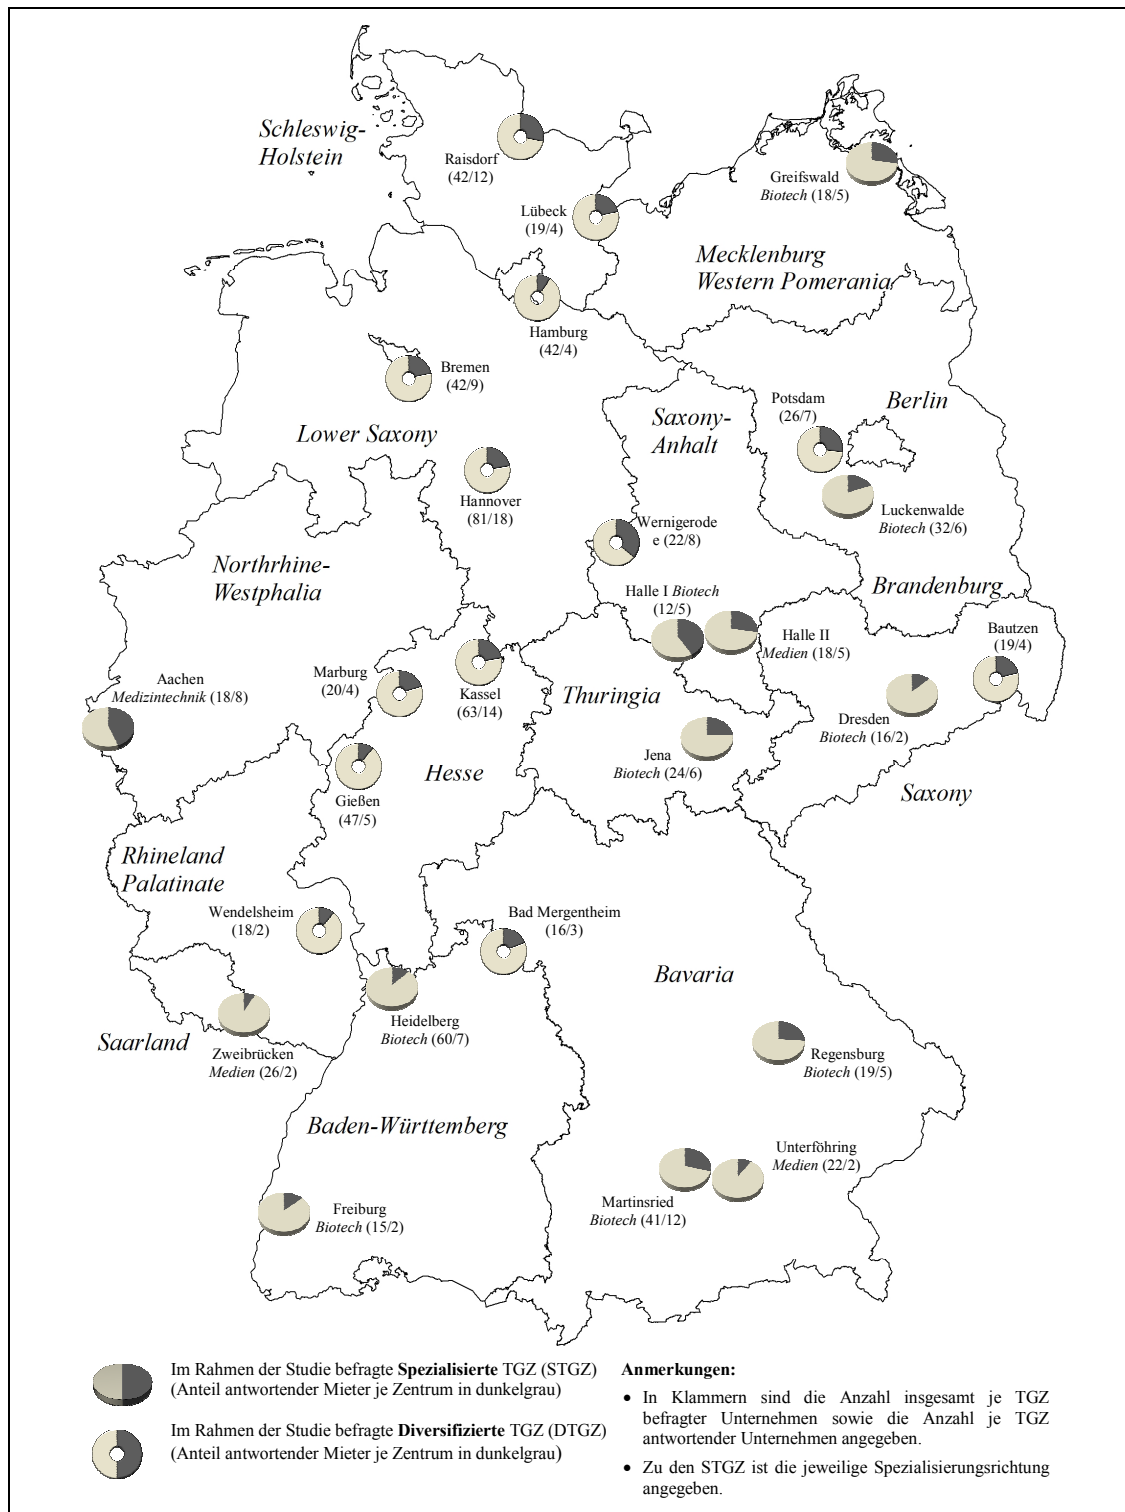 Schleswig-
Holstein
Raisdorf
(42/12)
Greifswald
Biotech (18/5)
Lübeck
(19/4)
Mecklenburg
Western Pomerania
Hamburg
(42/4)
Bremen
(42/9)
Lower Saxony
Saxony-
Anhalt
Potsdam
(26/7)
Berlin
Hannover
(81/18)
Luckenwalde
Biotech (32/6)
Wernigerode
e (22/8)
Northrhine-
Westphalia
Brandenburg
Halle I Biotech
(12/5)
Halle II
Medien (18/5)
Bautzen
(19/4)
Marburg
(20/4)
Kassel
(63/14)
Aachen
Medizintechnik (18/8)
Thuringia
Dresden
Biotech (16/2)
Jena
Biotech (24/6)
Hesse
Gießen
(47/5)
Saxony
Rhineland
Palatinate
Wendelsheim
(18/2)
Bad Mergentheim
(16/3)
Bavaria
Heidelberg
Biotech (60/7)
Saarland
Zweibrücken
Medien (26/2)
Regensburg
Biotech (19/5)
Baden-Württemberg
Unterföhring
Medien (22/2)
Martinsried
Biotech (41/12)
Freiburg
Biotech (15/2)
Im Rahmen der Studie befragte Spezialisierte TGZ (STGZ)
(Anteil antwortender Mieter je Zentrum in dunkelgrau)
Im Rahmen der Studie befragte Diversifizierte TGZ (DTGZ)
(Anteil antwortender Mieter je Zentrum in dunkelgrau)
Anmerkungen:
• In Klammern sind die Anzahl insgesamt je TGZ
befragter Unternehmen sowie die Anzahl je TGZ
antwortender Unternehmen angegeben.
• Zu den STGZ ist die jeweilige Spezialisierungsrichtung
angegeben.